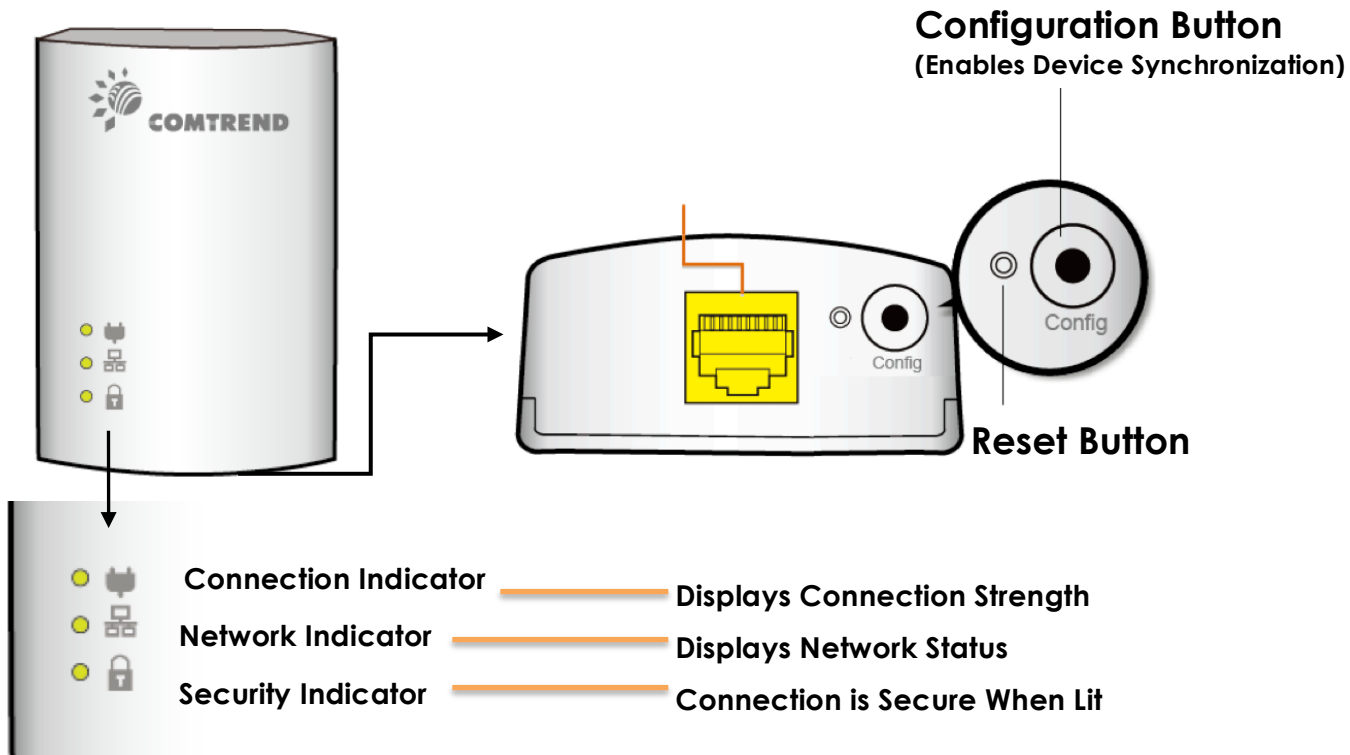 Configuration Button
(Enables Device Synchronization)
COMTREND
Config
Config
Reset Button
Connection Indicator
Displays Connection Strength
Network Indicator
Displays Network Status
Security Indicator
Connection is Secure When Lit